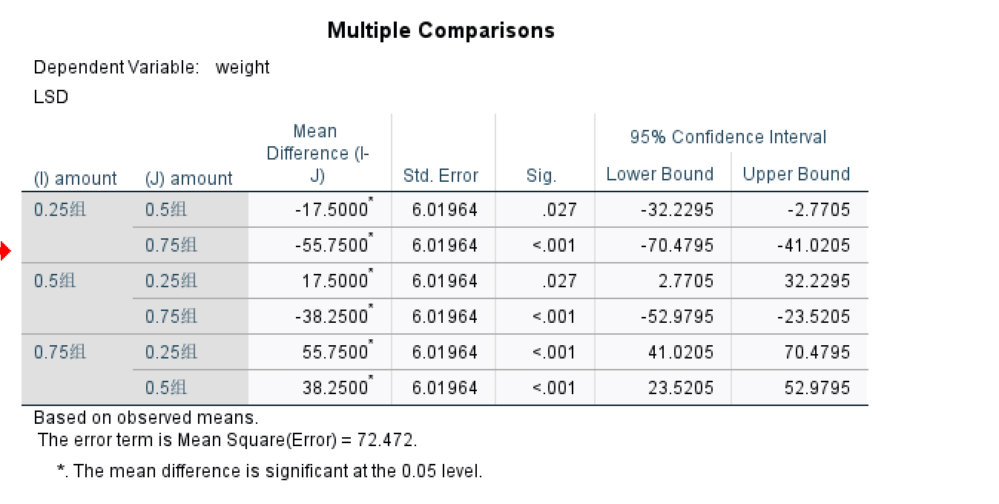 Multiple Comparisons
Dependent Variable: weight
LSD
(I) amount (J) amount Mean Difference (I-J) Std. Error Sig. 95% Confidence Interval
Lower Bound Upper Bound
0.25组 0.5组 -17.5000* 6.01964 .027 -32.2295 -2.7705
0.75组 -55.7500* 6.01964 <.001 -70.4795 -41.0205
0.5组 0.25组 17.5000* 6.01964 .027 2.7705 32.2295
0.75组 -38.2500* 6.01964 <.001 -52.9795 -23.5205
0.75组 0.25组 55.7500* 6.01964 <.001 41.0205 70.4795
0.5组 38.2500* 6.01964 <.001 23.5205 52.9795
Based on observed means.
The error term is Mean Square(Error) = 72.472.
*. The mean difference is significant at the 0.05 level.